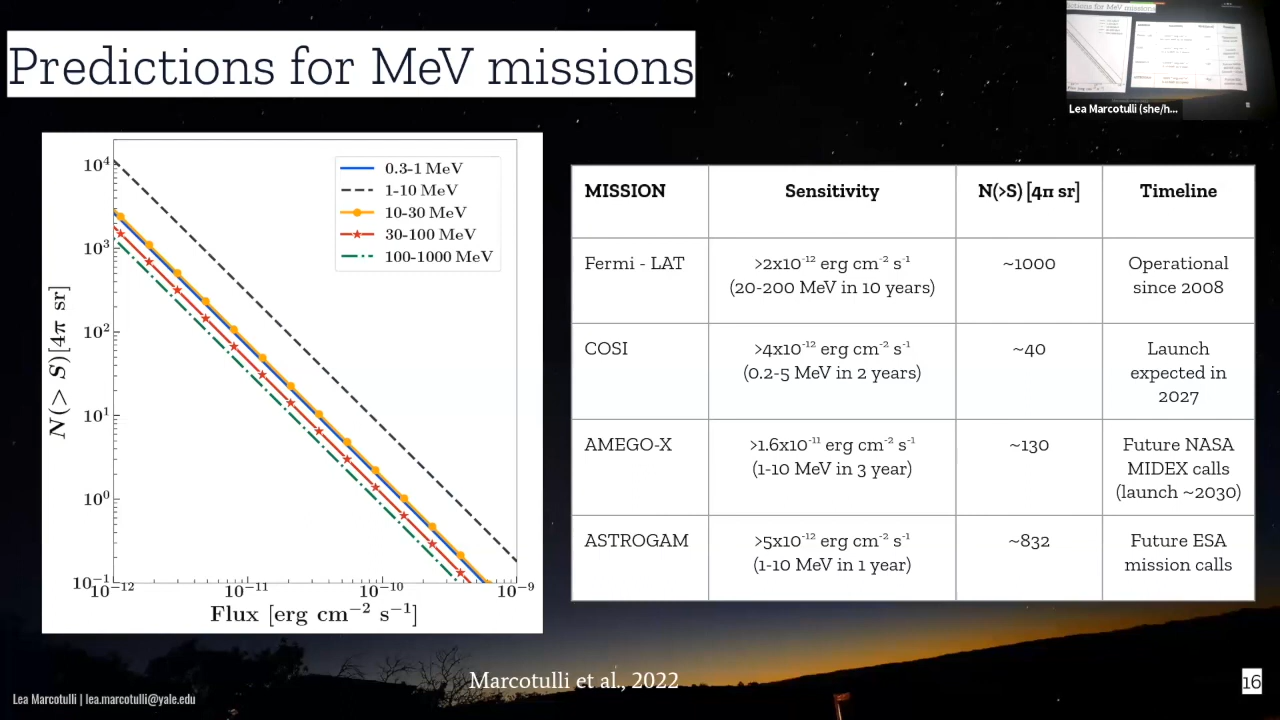 Predictions for MeV missions
Lea Marcotulli (she/h...
10⁴
10³
10²
10¹
10⁰
10⁻¹
N(> S)[4π sr]
0.3-1 MeV
1-10 MeV
10-30 MeV
30-100 MeV
100-1000 MeV
10⁻¹² 10⁻¹¹ 10⁻¹⁰ 10⁻⁹
Flux [erg cm⁻² s⁻¹]
MISSION Sensitivity N(>S) [4π sr] Timeline
Fermi - LAT >2x10⁻¹² erg cm⁻² s⁻¹ ~1000 Operational
(20-200 MeV in 10 years) since 2008
COSI >4x10⁻¹² erg cm⁻² s⁻¹ ~40 Launch
(0.2-5 MeV in 2 years) expected in
2027
AMEGO-X >1.6x10⁻¹¹ erg cm⁻² s⁻¹ ~130 Future NASA
(1-10 MeV in 3 year) MIDEX calls
(launch ~2030)
ASTROGAM >5x10⁻¹² erg cm⁻² s⁻¹ ~832 Future ESA
(1-10 MeV in 1 year) mission calls
Marcotulli et al., 2022
16
Lea Marcotulli | lea.marcotulli@yale.edu